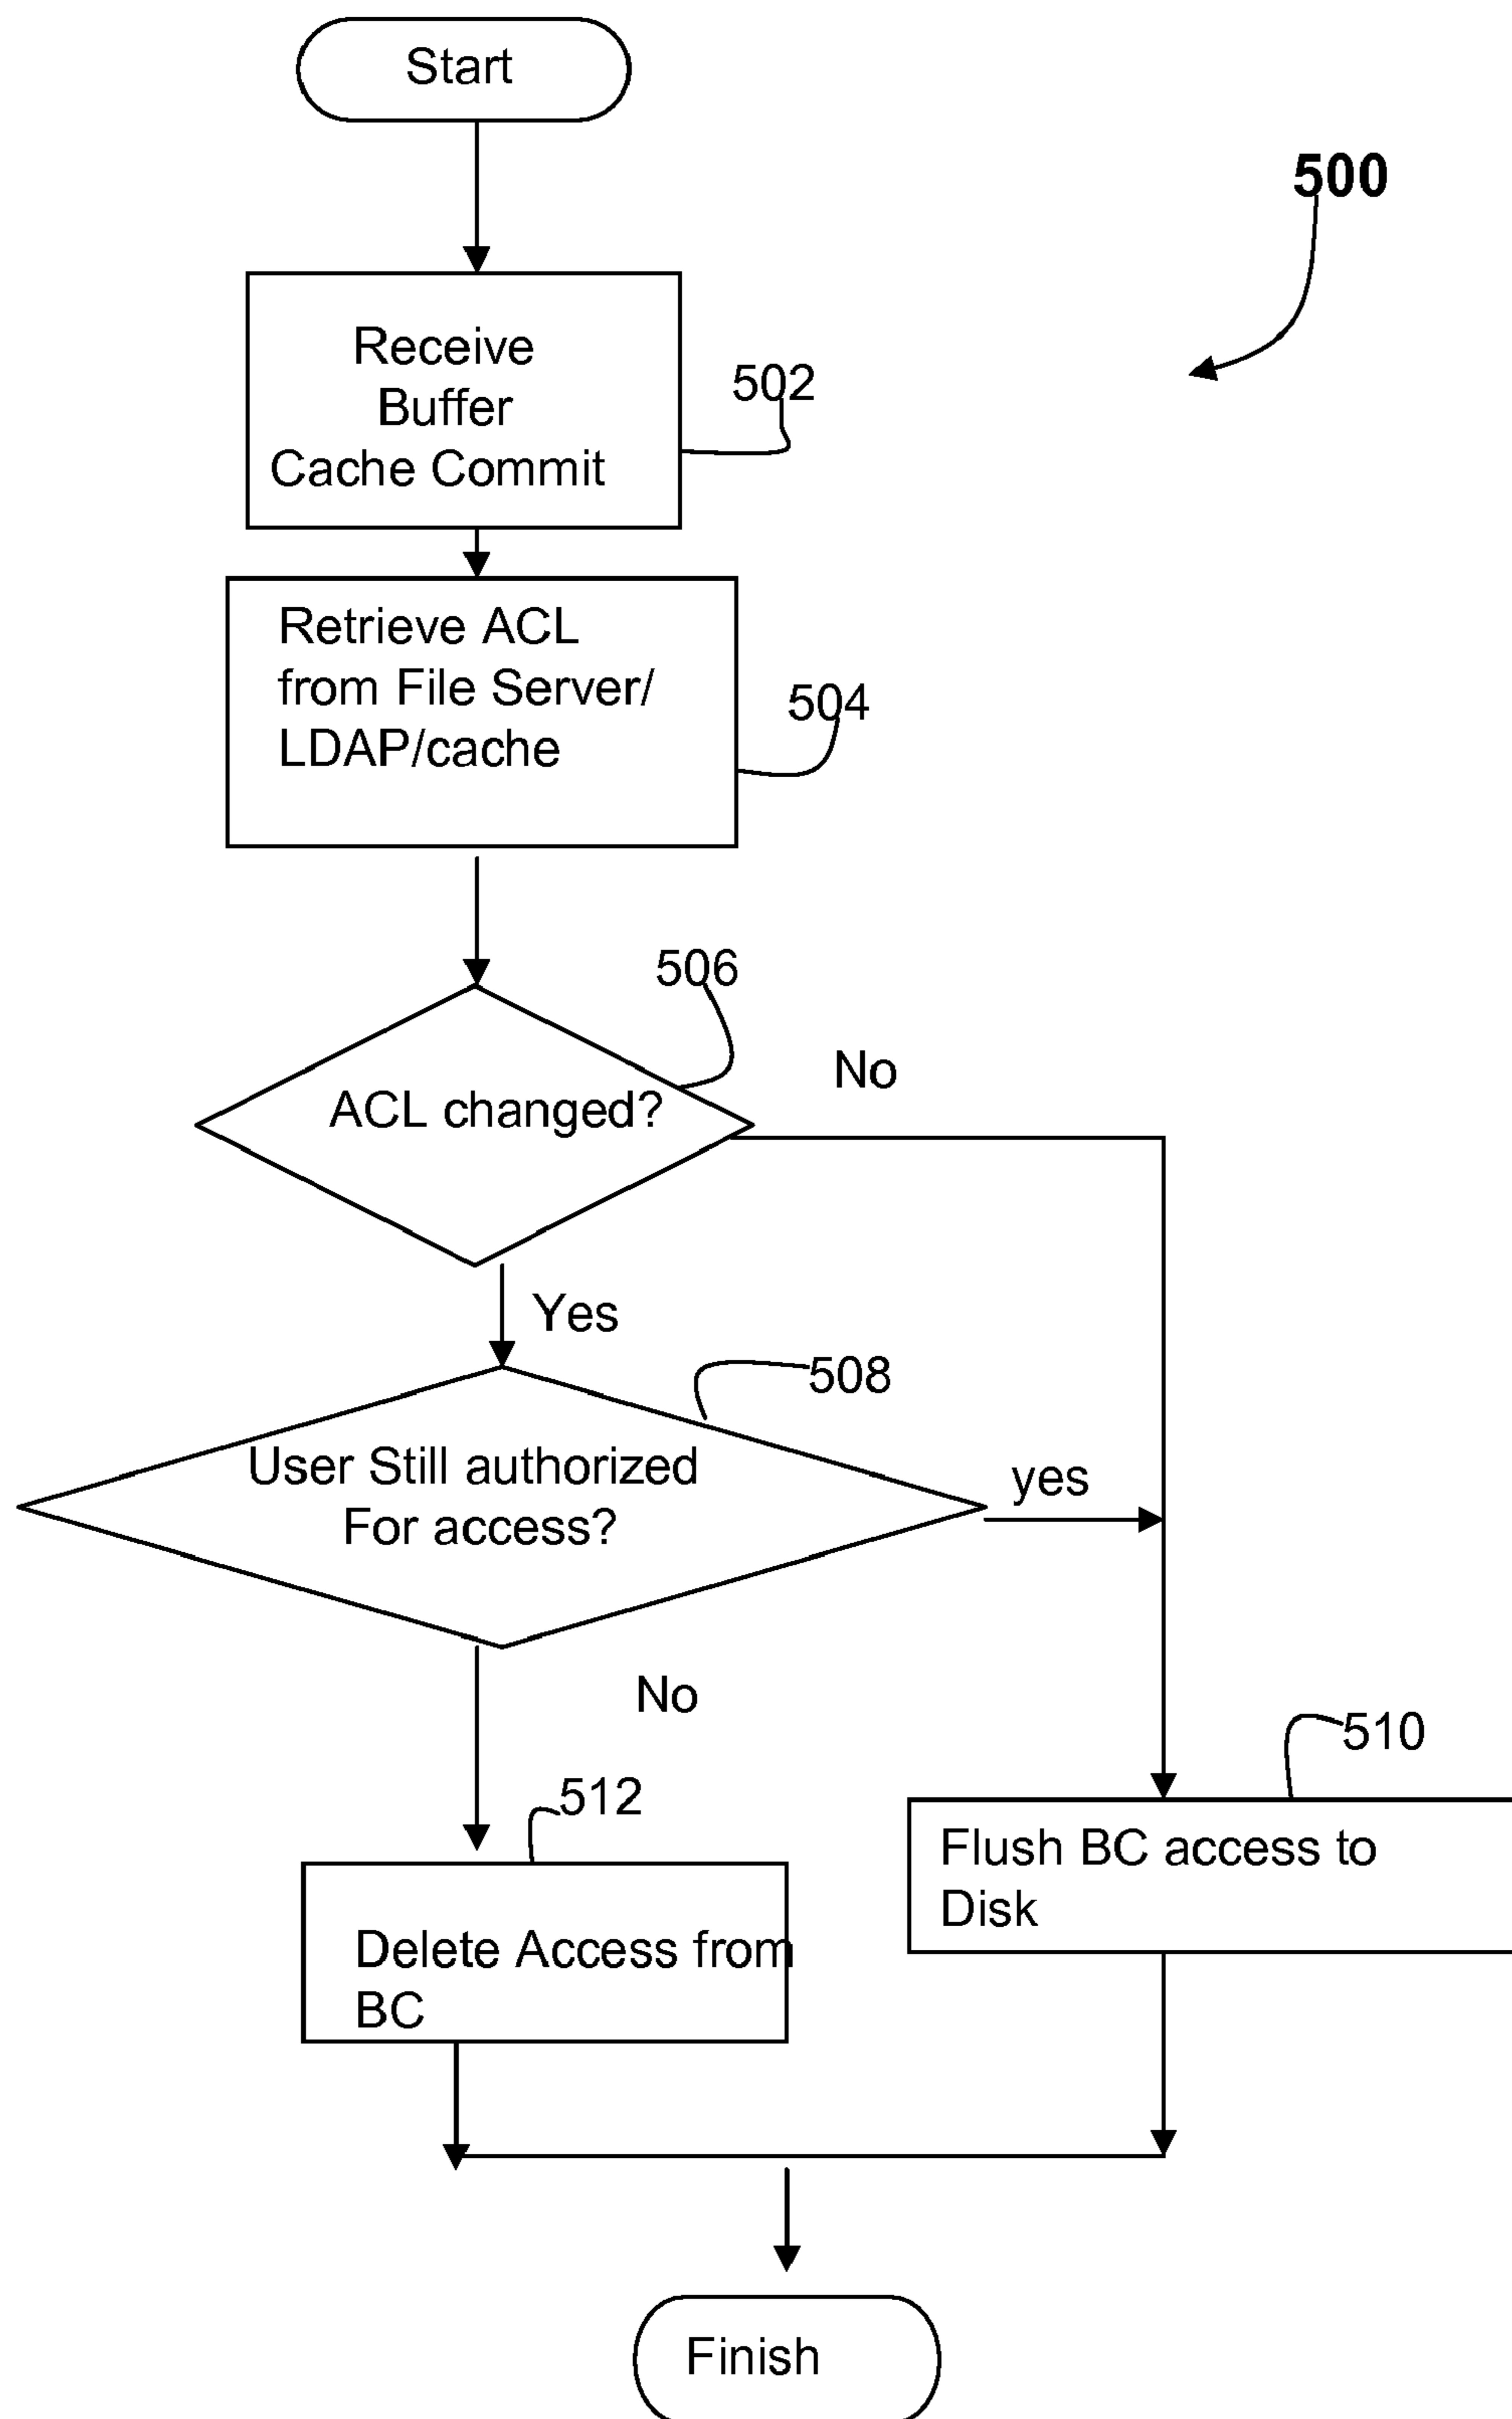 Start
500
Receive
Buffer
Cache Commit
502
Retrieve ACL
from File Server/
LDAP/cache
504
506
No
ACL changed?
Yes
508
User Still authorized
For access?
yes
No
510
512
Flush BC access to
Disk
Delete Access from
BC
Finish